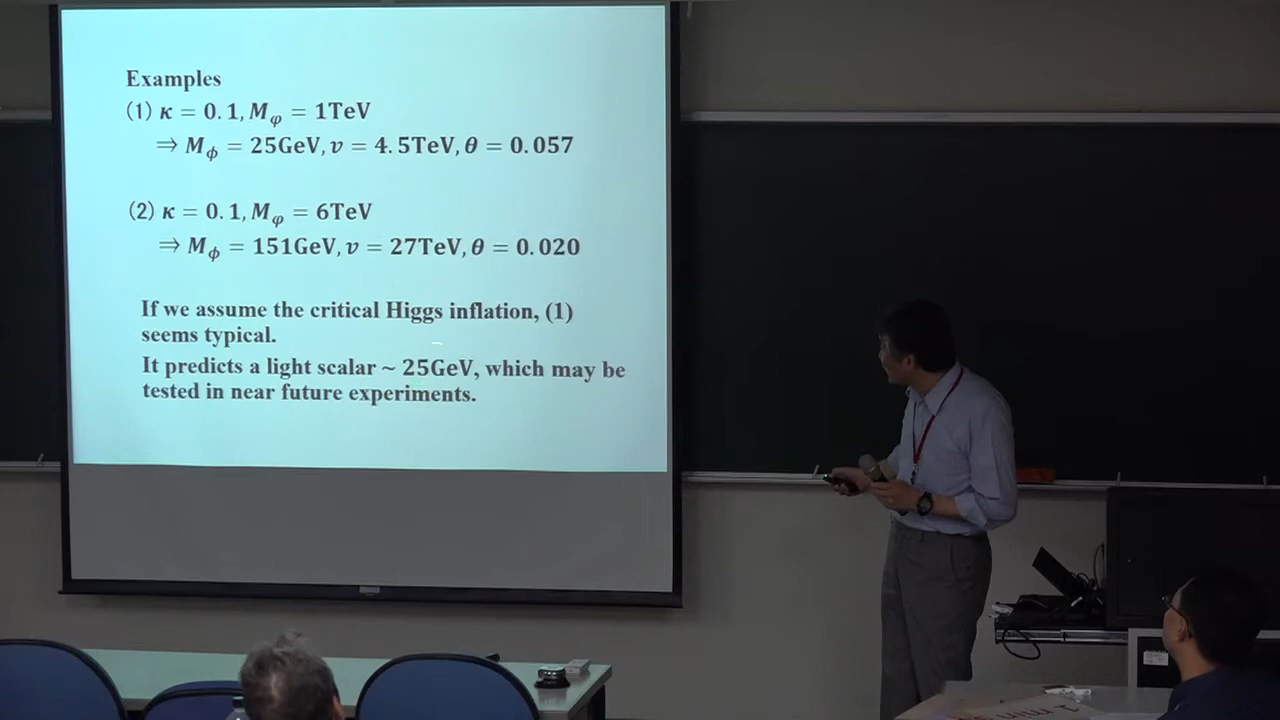 Examples
(1) κ = 0.1, M_φ = 1TeV
⇒ M_ϕ = 25GeV, v = 4.5TeV, θ = 0.057
(2) κ = 0.1, M_φ = 6TeV
⇒ M_ϕ = 151GeV, v = 27TeV, θ = 0.020
If we assume the critical Higgs inflation, (1)
seems typical.
It predicts a light scalar ~ 25GeV, which may be
tested in near future experiments.
1 min